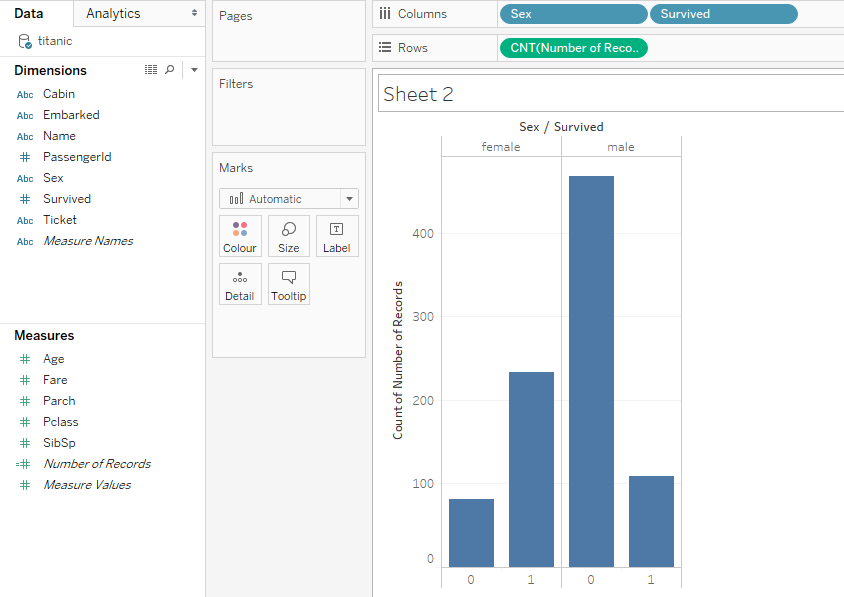 Data
Analytics
titanic
Dimensions
Abc Cabin
Abc Embarked
Abc Name
# PassengerId
Abc Sex
# Survived
Abc Ticket
Abc Measure Names
Measures
# Age
# Fare
# Parch
# Pclass
# SibSp
=# Number of Records
# Measure Values
Pages
Filters
Marks
Automatic
Colour
Size
T
Label
Detail
Tooltip
Columns
Sex
Survived
Rows
CNT(Number of Reco..
Sheet 2
Sex / Survived
female
male
Count of Number of Records
400
300
200
100
0
0
1
0
1